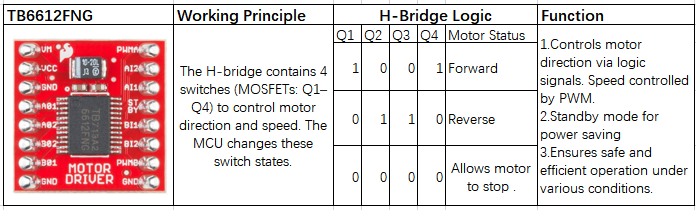 TB6612FNG
Working Principle
H-Bridge Logic
Function
Q1 Q2 Q3 Q4 Motor Status
1 0 0 1 Forward
0 1 1 0 Reverse
0 0 0 0 Allows motor
to stop .
The H-bridge contains 4
switches (MOSFETs: Q1–
Q4) to control motor
direction and speed. The
MCU changes these
switch states.
1.Controls motor
direction via logic
signals. Speed controlled
by PWM.
2.Standby mode for
power saving
3.Ensures safe and
efficient operation under
various conditions.
VM PWMA
VCC AI2
GND AI1
A01 ST
BY
A02 BI1
B02 BI2
B01 PWMB
GND GND
MOTOR
DRIVER
6612FNG